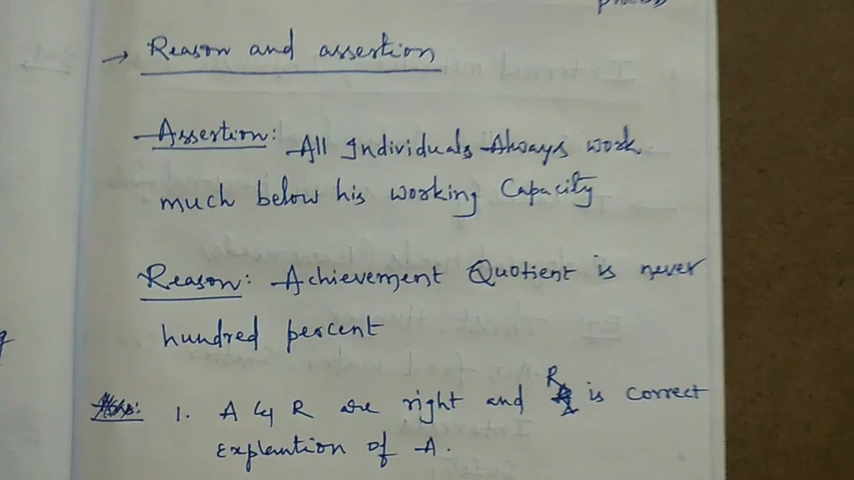 process
→ Reason and assertion
Assertion: All Individuals Always work
much below his working Capacity
Reason: Achievement Quotient is never
hundred percent
Ans: 1. A & R are right and R is correct
explantion of A.